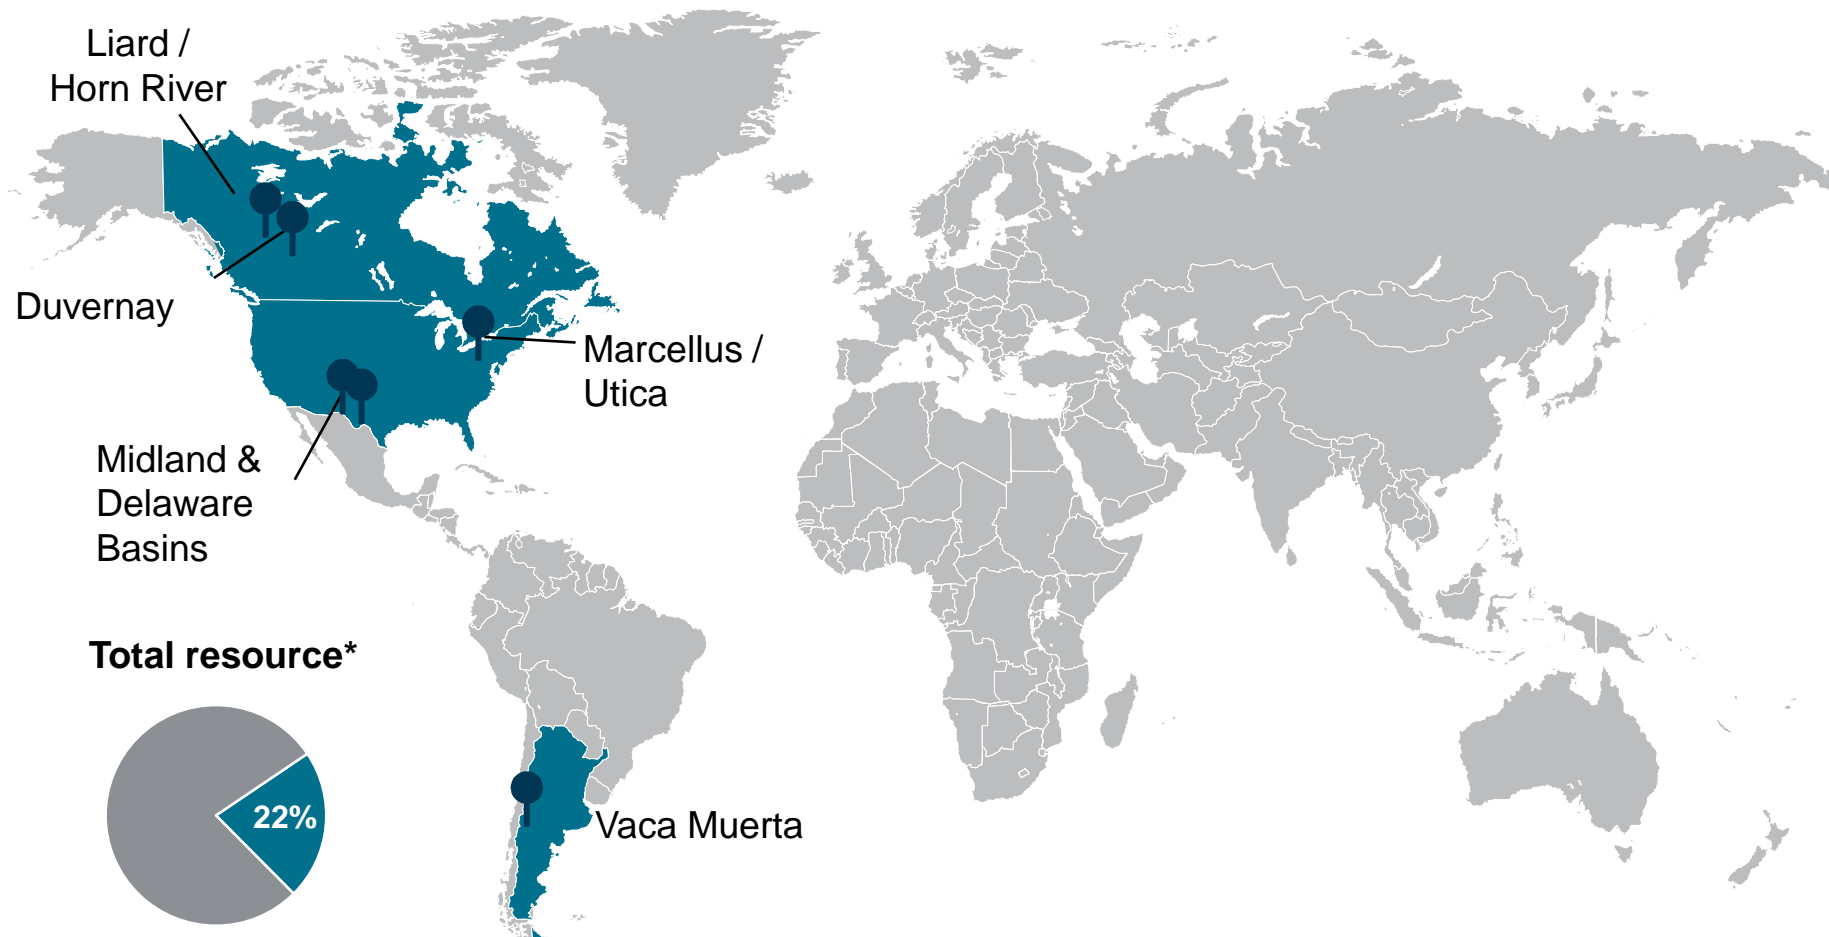 Liard /
Horn River
Duvernay
Marcellus /
Utica
Midland &
Delaware
Basins
Total resource*
22%
Vaca Muerta